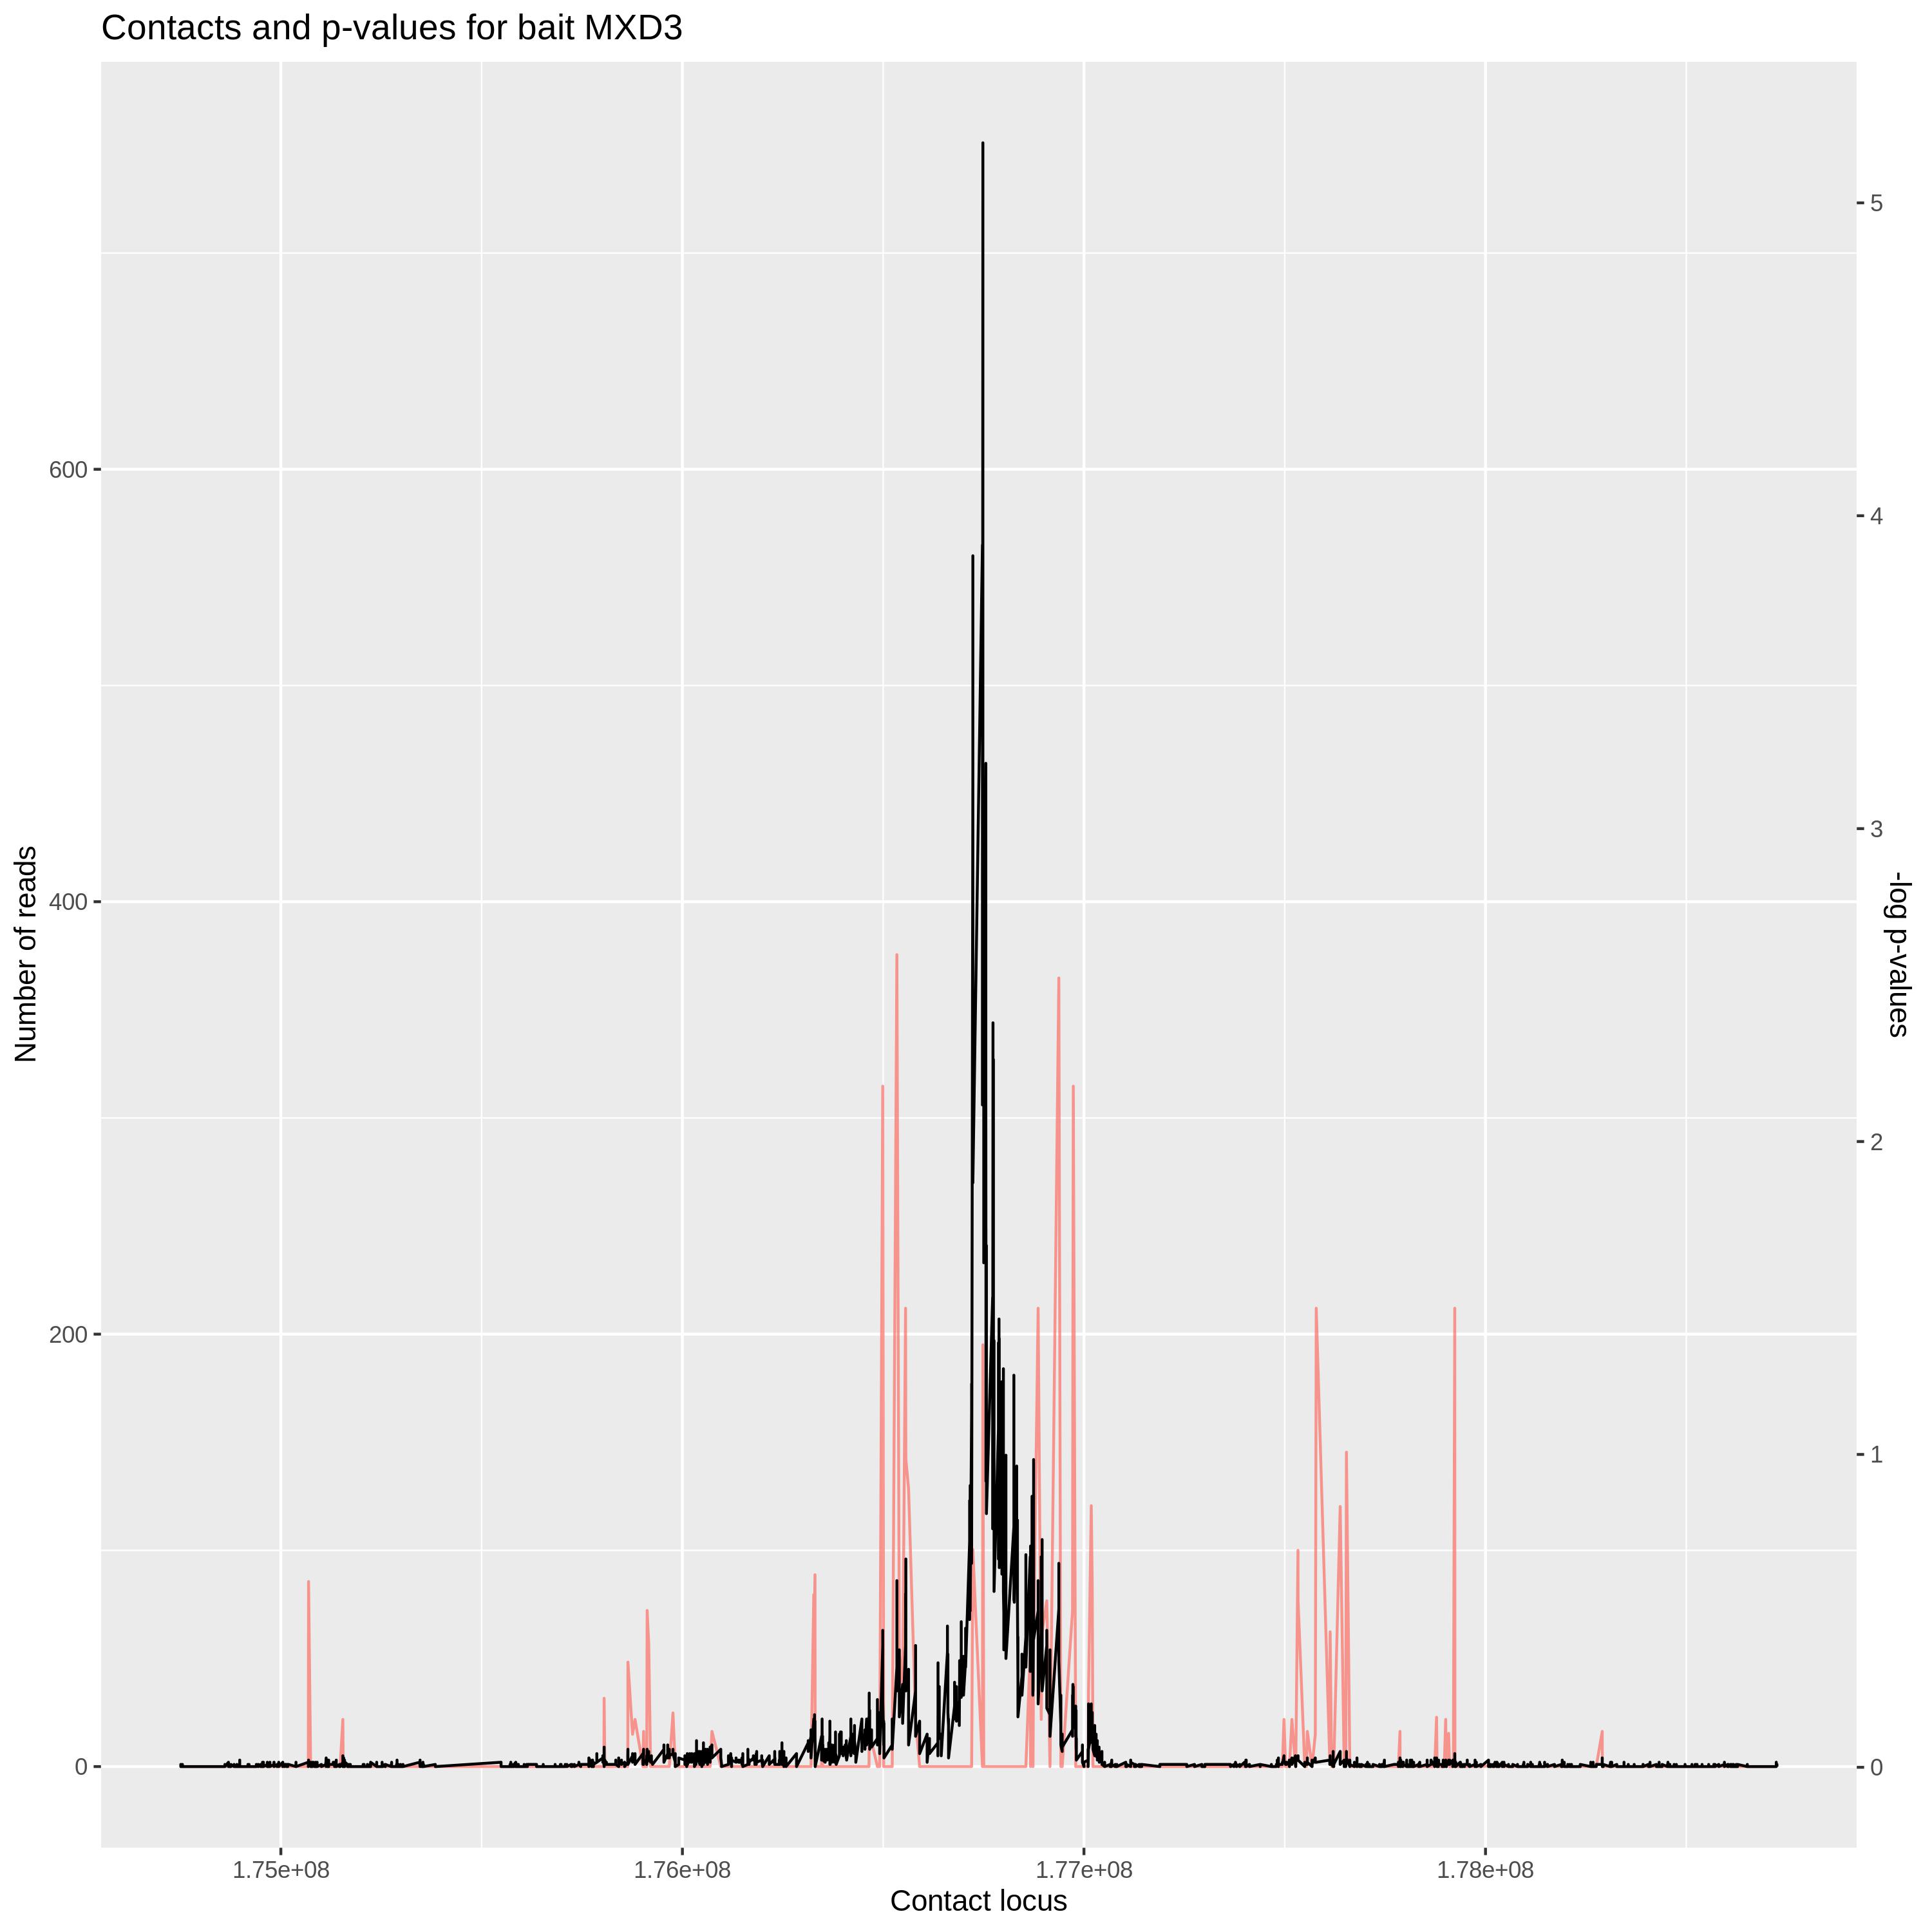 Contacts and p-values for bait MXD3
Number of reads
600
400
200
0
5
4
3
2
1
0
-log p-values
1.75e+08
1.76e+08
1.77e+08
1.78e+08
Contact locus